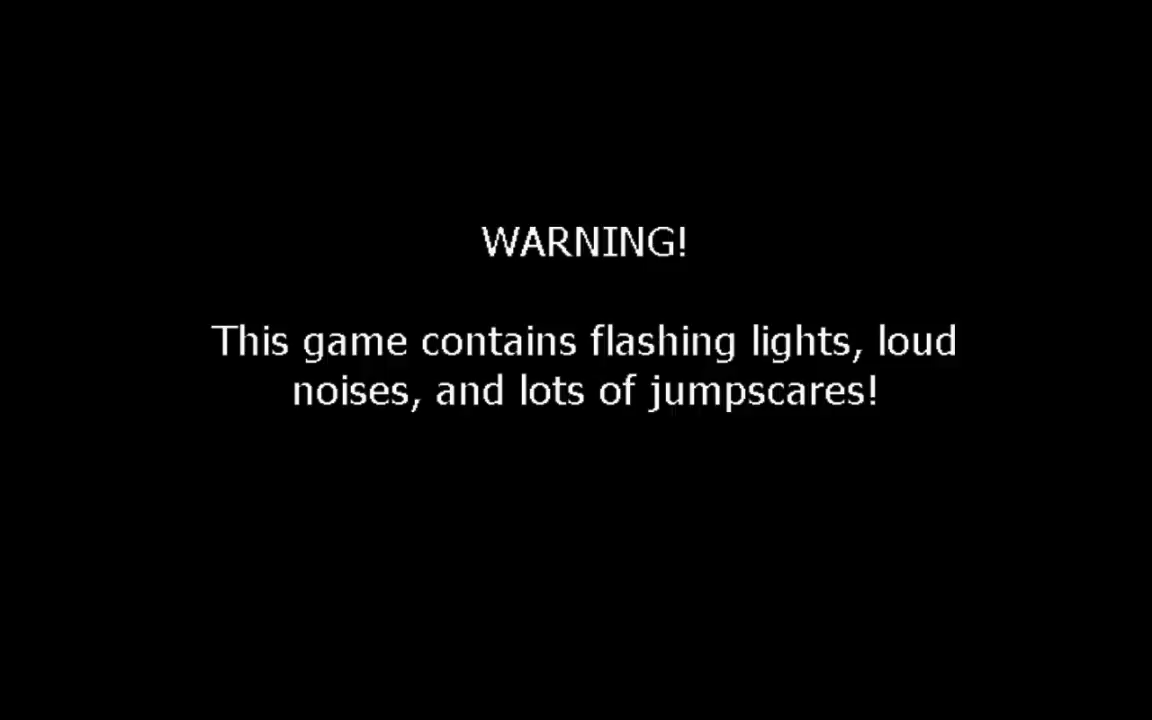 WARNING!
This game contains flashing lights, loud
noises, and lots of jumpscares!